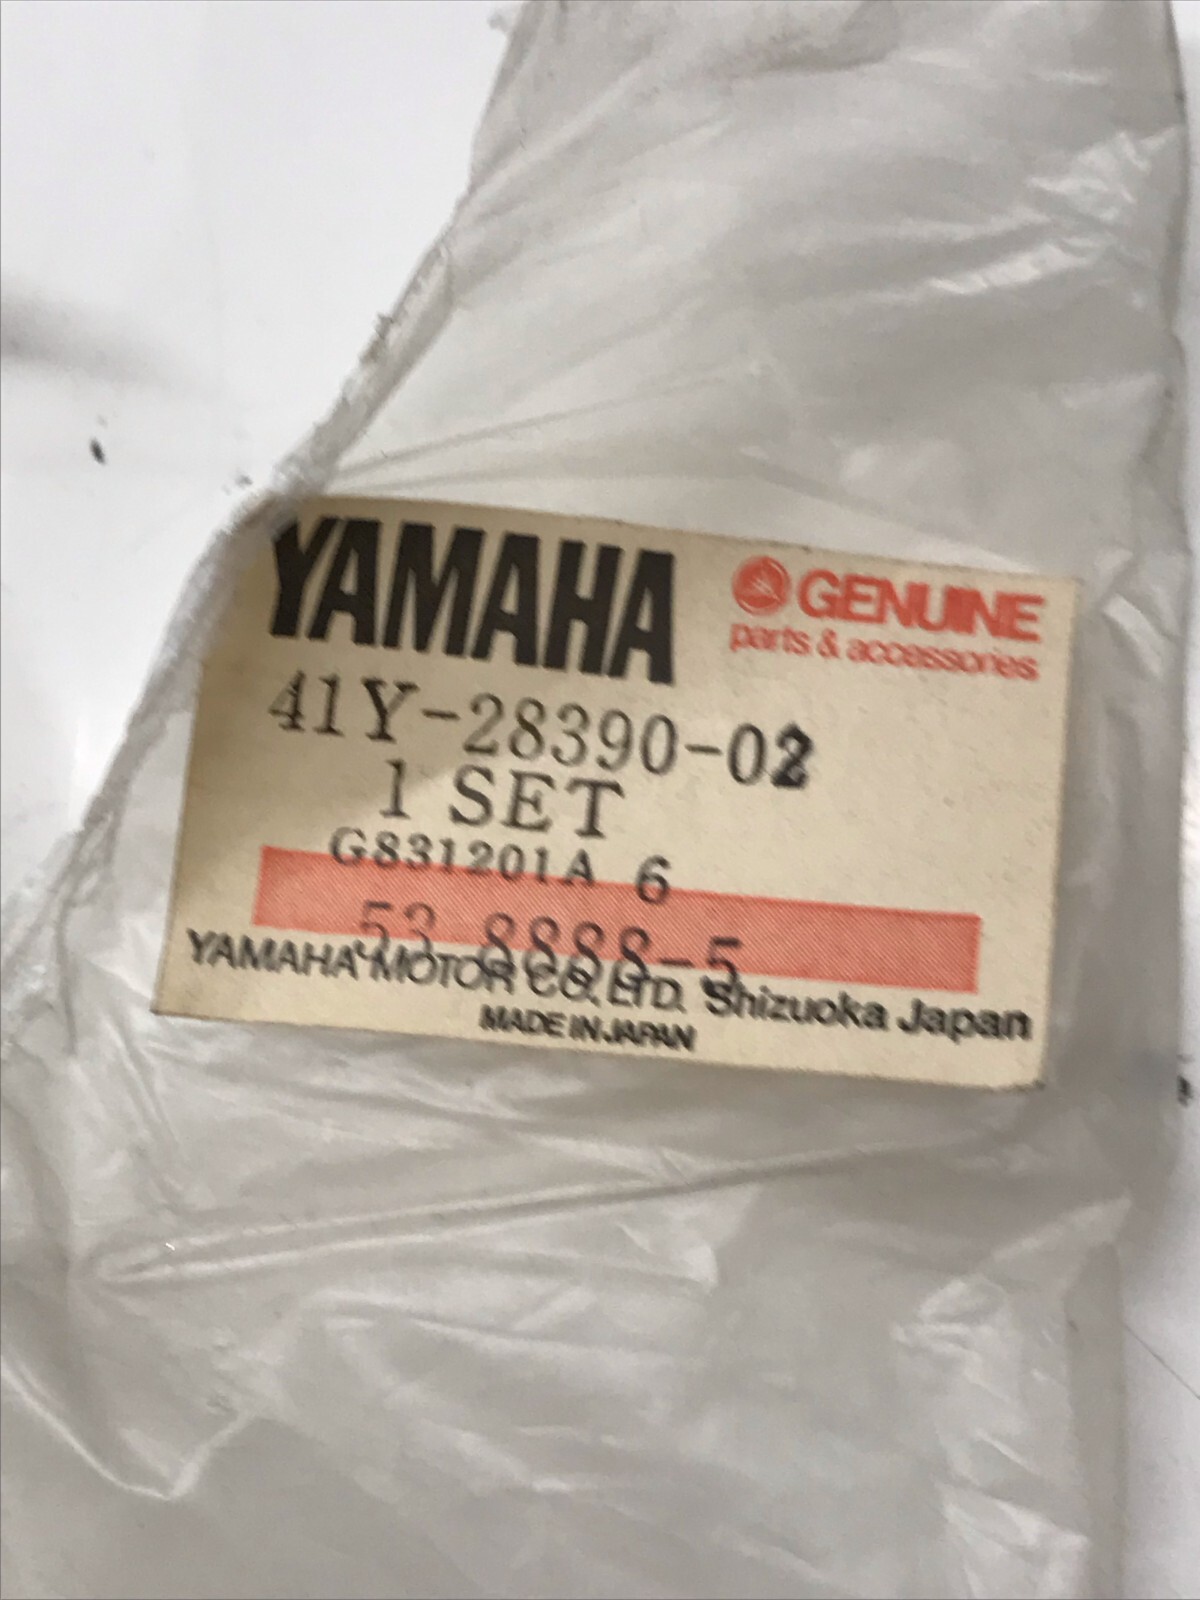 YAMAHA
GENUINE
parts & accessories
41Y-28390-02
1 SET
G831201A 6
53 8888-5
YAMAHA MOTOR CO. LTD. Shizuoka Japan
MADE IN JAPAN